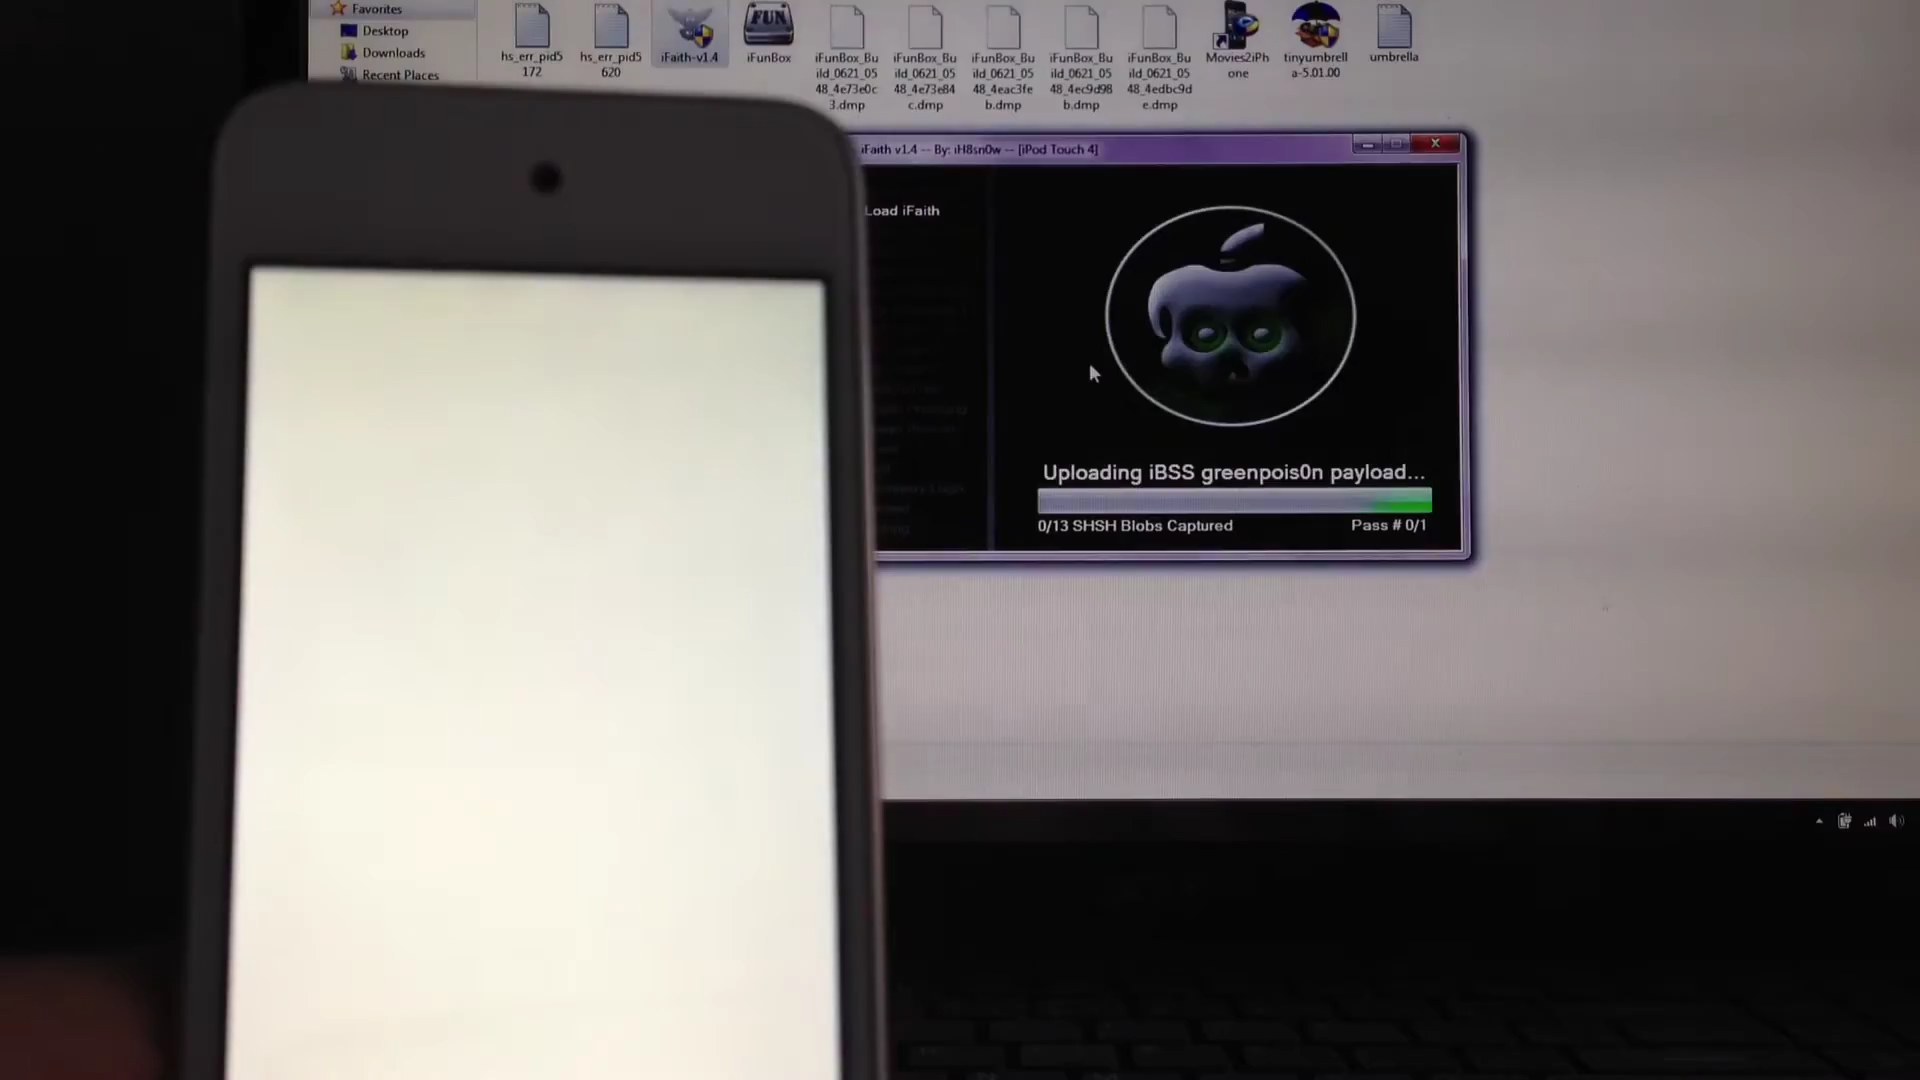 Favorites
Desktop
Downloads
Recent Places
hs_err_pid5
172
hs_err_pid5
620
iFaith-v1.4
iFunBox
iFunBox_Bu
ild_0621_05
48_4e73e0c
3.dmp
iFunBox_Bu
ild_0621_05
48_4e73e84
c.dmp
iFunBox_Bu
ild_0621_05
48_4eac3fe
b.dmp
iFunBox_Bu
ild_0621_05
48_4ec9d98
b.dmp
iFunBox_Bu
ild_0621_05
48_4edbc9d
e.dmp
Movies2iPh
one
tinyumbrell
a-5.01.00
umbrella
FUN
iFaith v1.4 -- By: iH8sn0w -- [iPod Touch 4]
Load iFaith
Uploading iBSS greenpois0n payload...
0/13 SHSH Blobs Captured
Pass # 0/1